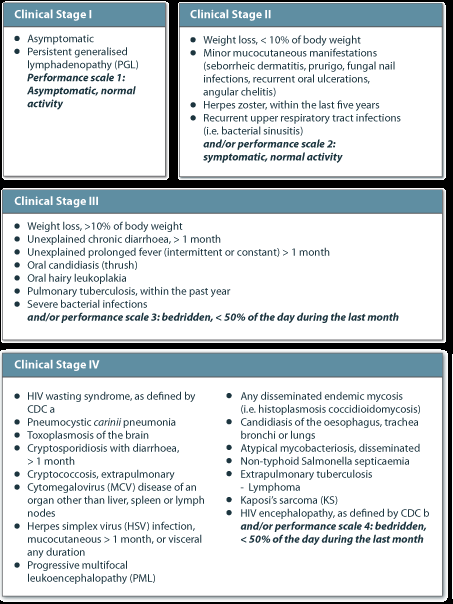 Clinical Stage I
Asymptomatic
Persistent generalised
lymphadenopathy (PGL)
Performance scale 1:
Asymptomatic, normal
activity
Clinical Stage II
Weight loss, < 10% of body weight
Minor mucocutaneous manifestations
(seborrheic dermatitis, prurigo, fungal nail
infections, recurrent oral ulcerations,
angular chelitis)
Herpes zoster, within the last five years
Recurrent upper respiratory tract infections
(i.e. bacterial sinusitis)
and/or performance scale 2:
symptomatic, normal activity
Clinical Stage III
Weight loss, >10% of body weight
Unexplained chronic diarrhoea, > 1 month
Unexplained prolonged fever (intermittent or constant) > 1 month
Oral candidiasis (thrush)
Oral hairy leukoplakia
Pulmonary tuberculosis, within the past year
Severe bacterial infections
and/or performance scale 3: bedridden, < 50% of the day during the last month
Clinical Stage IV
HIV wasting syndrome, as defined by
CDC a
Pneumocystic carinii pneumonia
Toxoplasmosis of the brain
Cryptosporidiosis with diarrhoea,
> 1 month
Cryptococcosis, extrapulmonary
Cytomegalovirus (MCV) disease of an
organ other than liver, spleen or lymph
nodes
Herpes simplex virus (HSV) infection,
mucocutaneous > 1 month, or visceral
any duration
Progressive multifocal
leukoencephalopathy (PML)
Any disseminated endemic mycosis
(i.e. histoplasmosis coccidioidomycosis)
Candidiasis of the oesophagus, trachea
bronchi or lungs
Atypical mycobacteriosis, disseminated
Non-typhoid Salmonella septicaemia
Extrapulmonary tuberculosis
- Lymphoma
Kaposi's sarcoma (KS)
HIV encephalopathy, as defined by CDC b
and/or performance scale 4: bedridden,
< 50% of the day during the last month